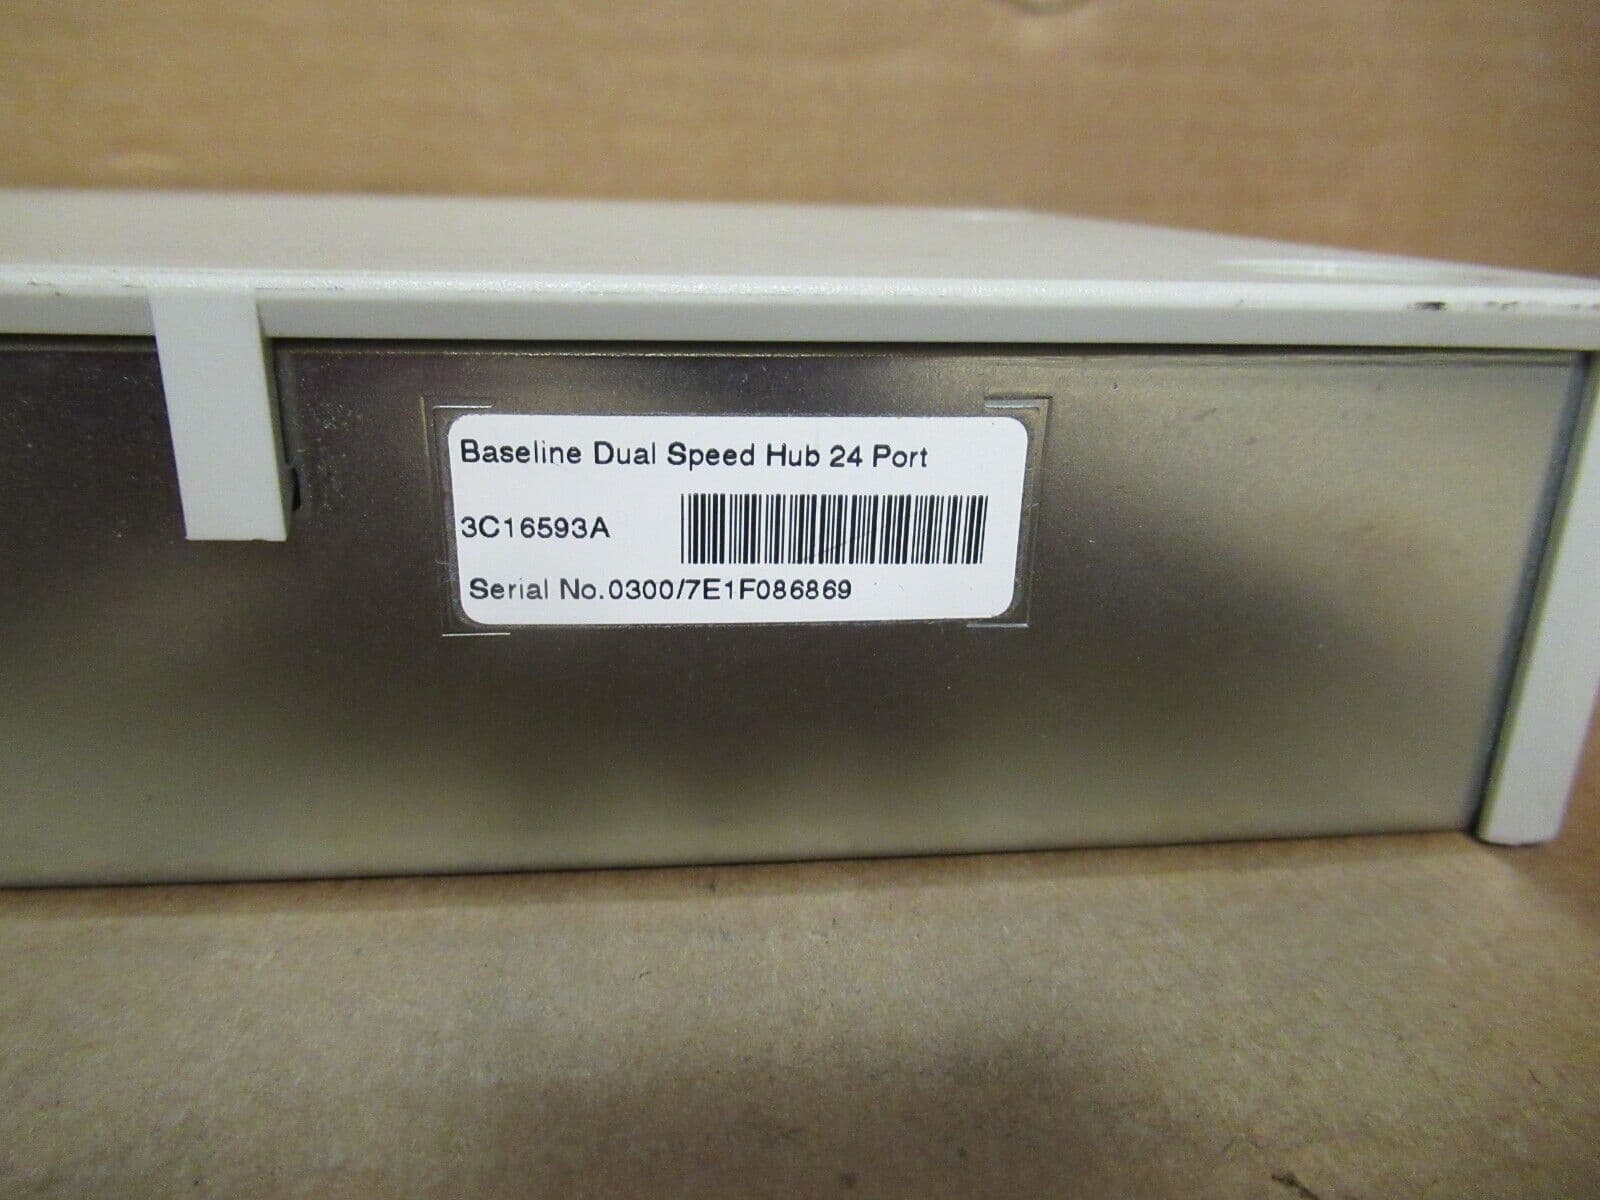 Baseline Dual Speed Hub 24 Port
3C16593A
Serial No.0300/7E1F086869